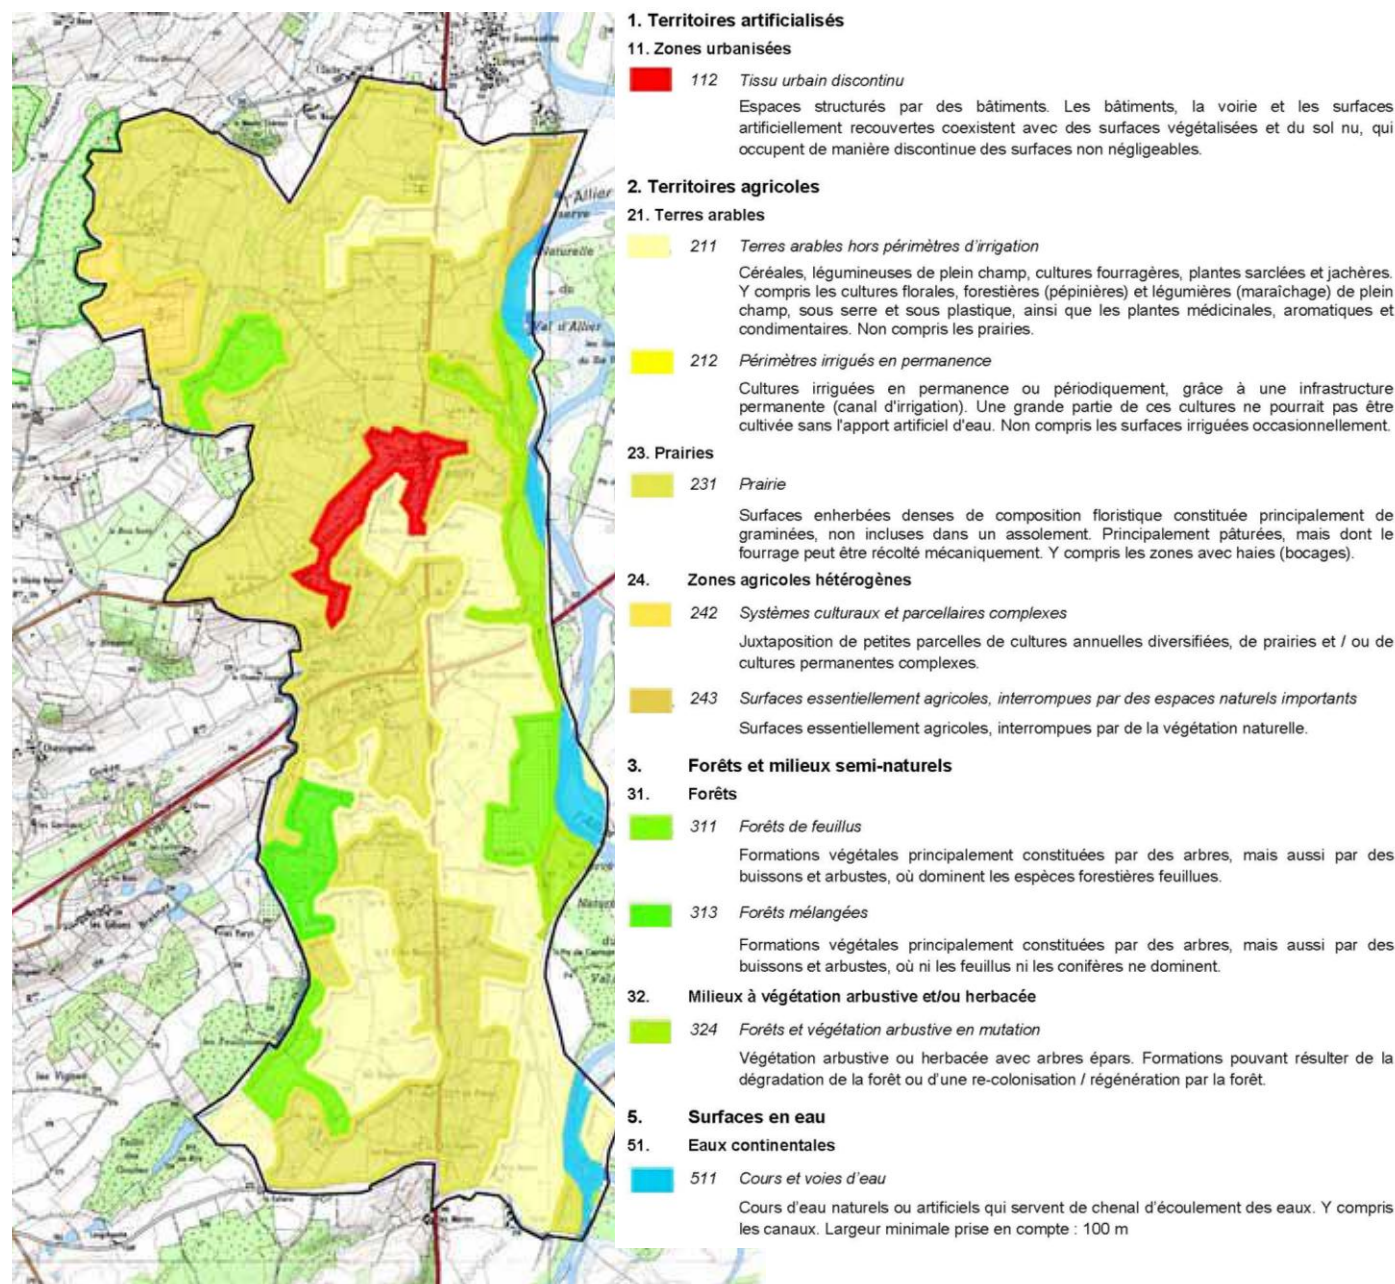 1. Territoires artificialisés
11. Zones urbanisées
112 Tissu urbain discontinu
Espaces structurés par des bâtiments. Les bâtiments, la voirie et les surfaces
artificiellement recouvertes coexistent avec des surfaces végétalisées et du sol nu, qui
occupent de manière discontinue des surfaces non négligeables.
2. Territoires agricoles
21. Terres arables
211 Terres arables hors périmètres d'irrigation
Céréales, légumineuses de plein champ, cultures fourragères, plantes sarclées et jachères.
Y compris les cultures florales, forestières (pépinières) et légumières (maraîchage) de plein
champ, sous serre et sous plastique, ainsi que les plantes médicinales, aromatiques et
condimentaires. Non compris les prairies.
212 Périmètres irrigués en permanence
Cultures irriguées en permanence ou périodiquement, grâce à une infrastructure
permanente (canal d'irrigation). Une grande partie de ces cultures ne pourrait pas être
cultivée sans l'apport artificiel d'eau. Non compris les surfaces irriguées occasionnellement.
23. Prairies
231 Prairie
Surfaces enherbées denses de composition floristique constituée principalement de
graminées, non incluses dans un assolement. Principalement pâturées, mais dont le
fourrage peut être récolté mécaniquement. Y compris les zones avec haies (bocages).
24. Zones agricoles hétérogènes
242 Systèmes culturaux et parcellaires complexes
Juxtaposition de petites parcelles de cultures annuelles diversifiées, de prairies et / ou de
cultures permanentes complexes.
243 Surfaces essentiellement agricoles, interrompues par des espaces naturels importants
Surfaces essentiellement agricoles, interrompues par de la végétation naturelle.
3. Forêts et milieux semi-naturels
31. Forêts
311 Forêts de feuillus
Formations végétales principalement constituées par des arbres, mais aussi par des
buissons et arbustes, où dominent les espèces forestières feuillues.
313 Forêts mélangées
Formations végétales principalement constituées par des arbres, mais aussi par des
buissons et arbustes, où ni les feuillus ni les conifères ne dominent.
32. Milieux à végétation arbustive et/ou herbacée
324 Forêts et végétation arbustive en mutation
Végétation arbustive ou herbacée avec arbres épars. Formations pouvant résulter de la
dégradation de la forêt ou d'une re-colonisation / régénération par la forêt.
5. Surfaces en eau
51. Eaux continentales
511 Cours et voies d'eau
Cours d'eau naturels ou artificiels qui servent de chenal d'écoulement des eaux. Y compris
les canaux. Largeur minimale prise en compte : 100 m
l'Allier
Naturelle
du
Val d'Allier